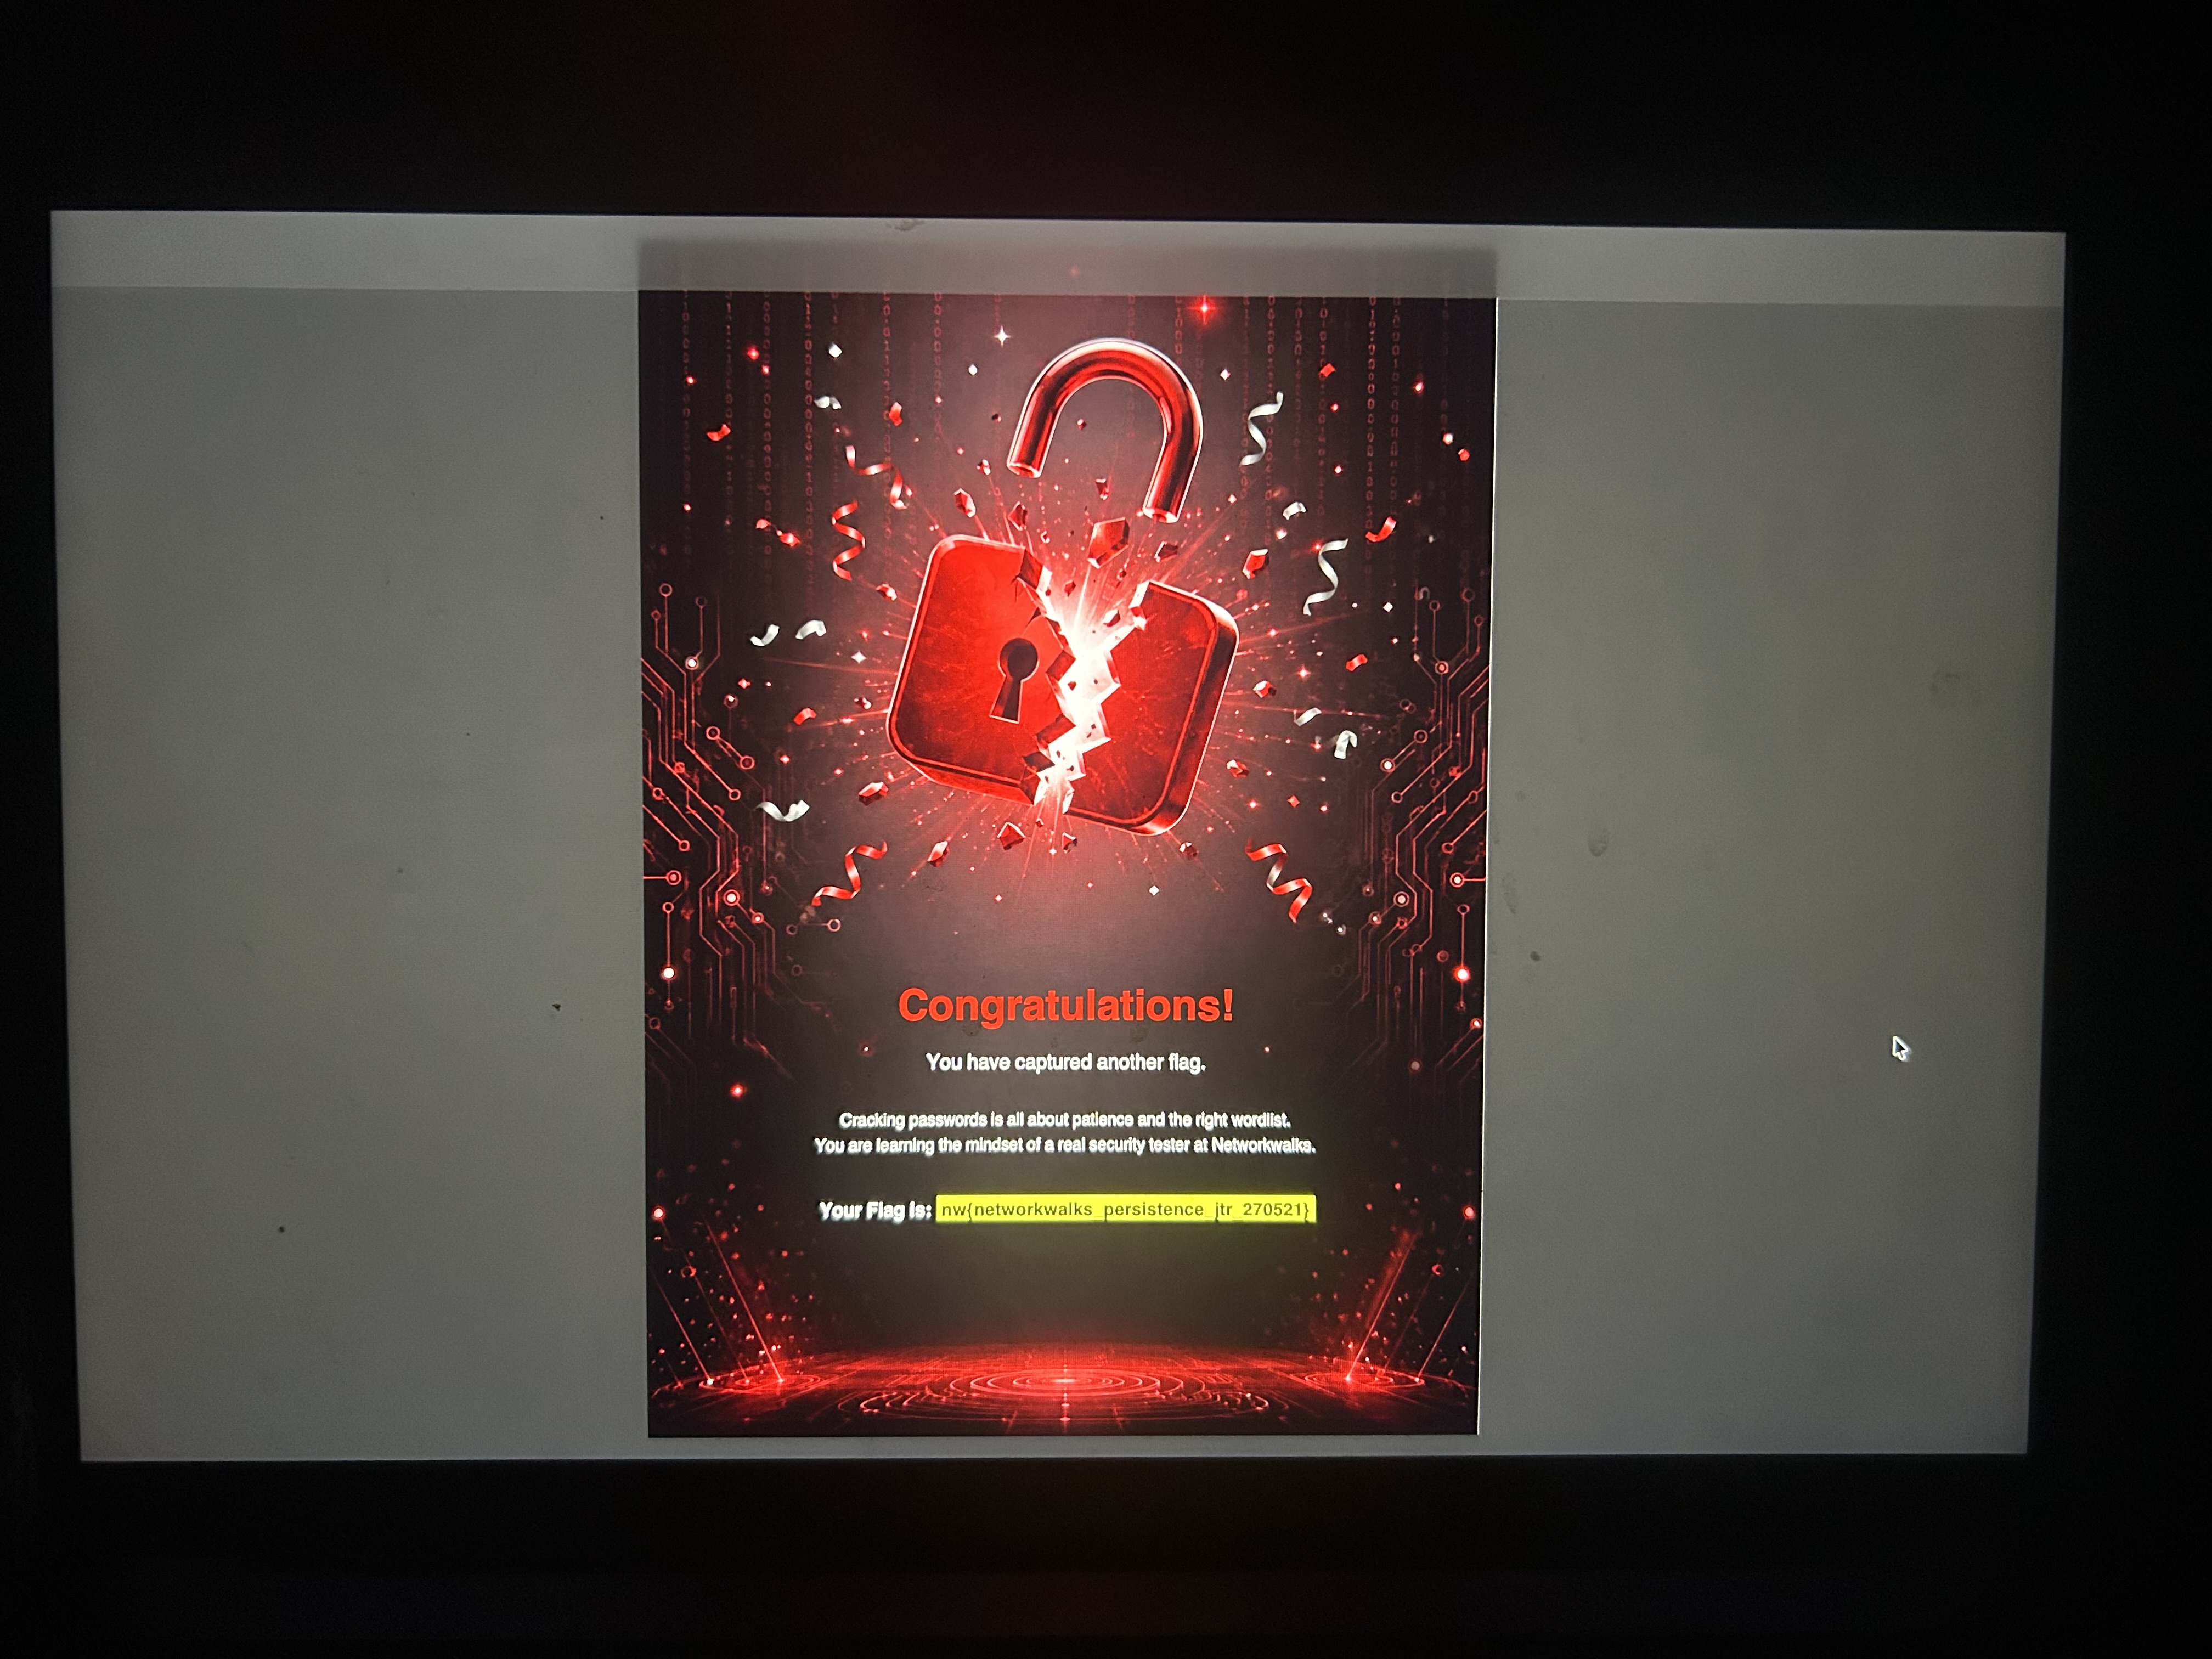 Congratulations!
You have captured another flag.
Cracking passwords is all about patience and the right wordlist.
You are learning the mindset of a real security tester at Networkwalks.
Your Flag is: nw{networkwalks_persistence_jtr_270521}